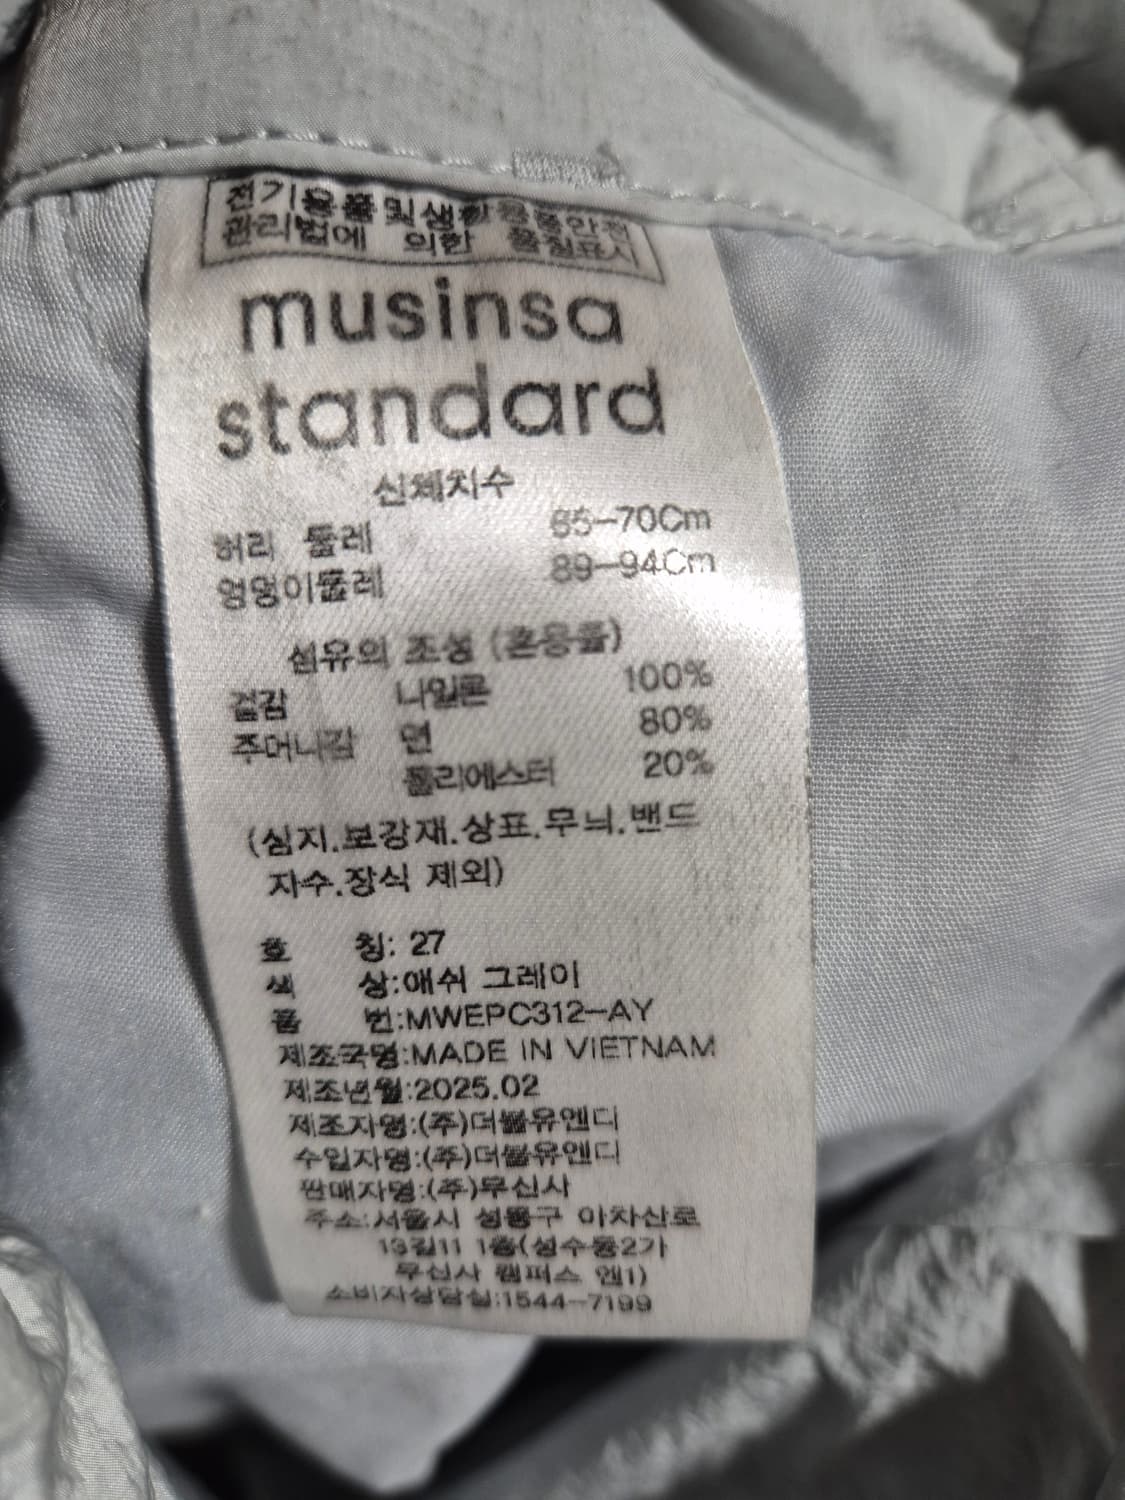 전기용품및생활용품안전
관리법에 의한 품질표시
musinsa
standard
신체치수
허리 둘레 65-70Cm
엉덩이둘레 89-94Cm
섬유의 조성 (혼용률)
겉감 나일론 100%
주머니감 면 80%
폴리에스터 20%
(심지.보강재.상표.무늬.밴드
자수.장식 제외)
호 칭: 27
색 상:애쉬 그레이
품 번:MWEPC312-AY
제조국명:MADE IN VIETNAM
제조년월:2025.02
제조자명:(주)더블유앤디
수입자명:(주)더블유앤디
판매자명:(주)무신사
주소:서울시 성동구 아차산로
13길11 1층(성수동2가
무신사 캠퍼스 엔1)
소비자상담실:1544-7199